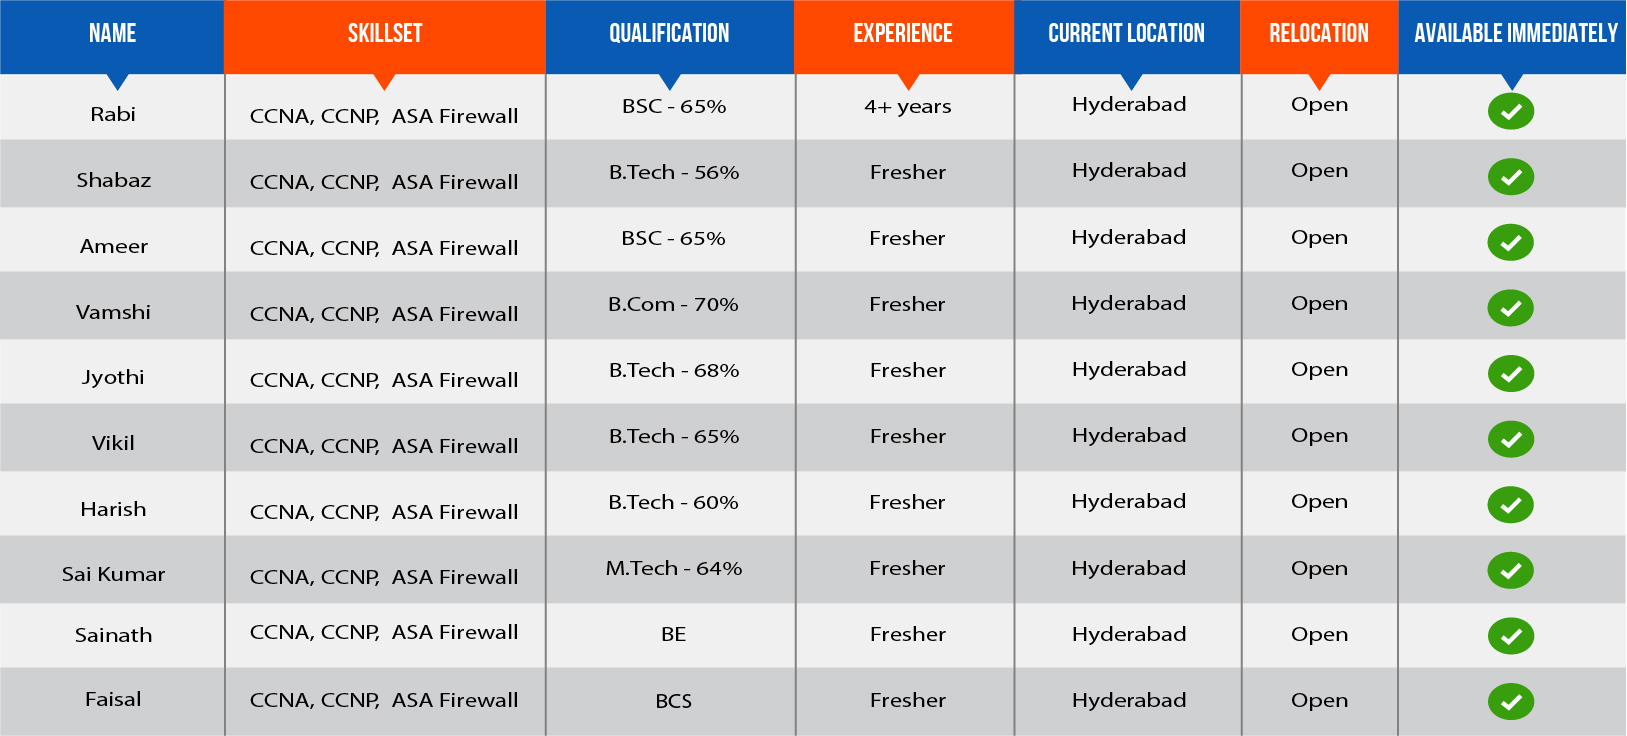 NAME SKILLSET QUALIFICATION EXPERIENCE CURRENT LOCATION RELOCATION AVAILABLE IMMEDIATELY
Rabi CCNA, CCNP, ASA Firewall BSC - 65% 4+ years Hyderabad Open
Shabaz CCNA, CCNP, ASA Firewall B.Tech - 56% Fresher Hyderabad Open
Ameer CCNA, CCNP, ASA Firewall BSC - 65% Fresher Hyderabad Open
Vamshi CCNA, CCNP, ASA Firewall B.Com - 70% Fresher Hyderabad Open
Jyothi CCNA, CCNP, ASA Firewall B.Tech - 68% Fresher Hyderabad Open
Vikil CCNA, CCNP, ASA Firewall B.Tech - 65% Fresher Hyderabad Open
Harish CCNA, CCNP, ASA Firewall B.Tech - 60% Fresher Hyderabad Open
Sai Kumar CCNA, CCNP, ASA Firewall M.Tech - 64% Fresher Hyderabad Open
Sainath CCNA, CCNP, ASA Firewall BE Fresher Hyderabad Open
Faisal CCNA, CCNP, ASA Firewall BCS Fresher Hyderabad Open